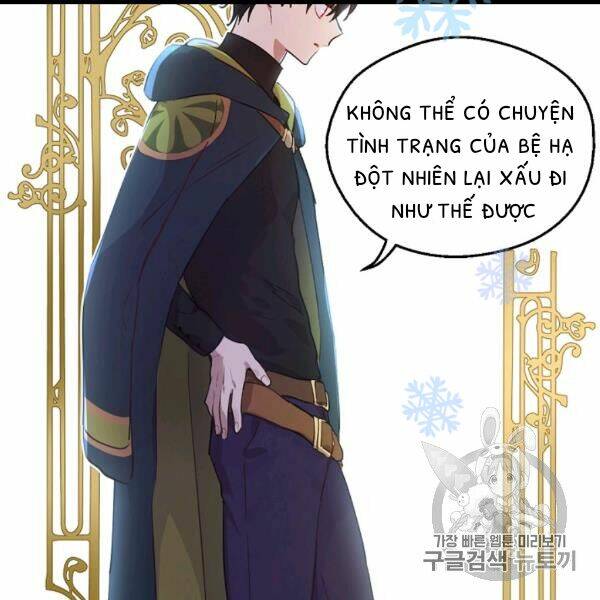 KHÔNG THỂ CÓ CHUYỆN
TÌNH TRẠNG CỦA BỆ HẠ
ĐỘT NHIÊN LẠI XẤU ĐI
NHƯ THẾ ĐƯỢC
가장 빠른 웹툰 미리보기
구글검색 뉴토끼